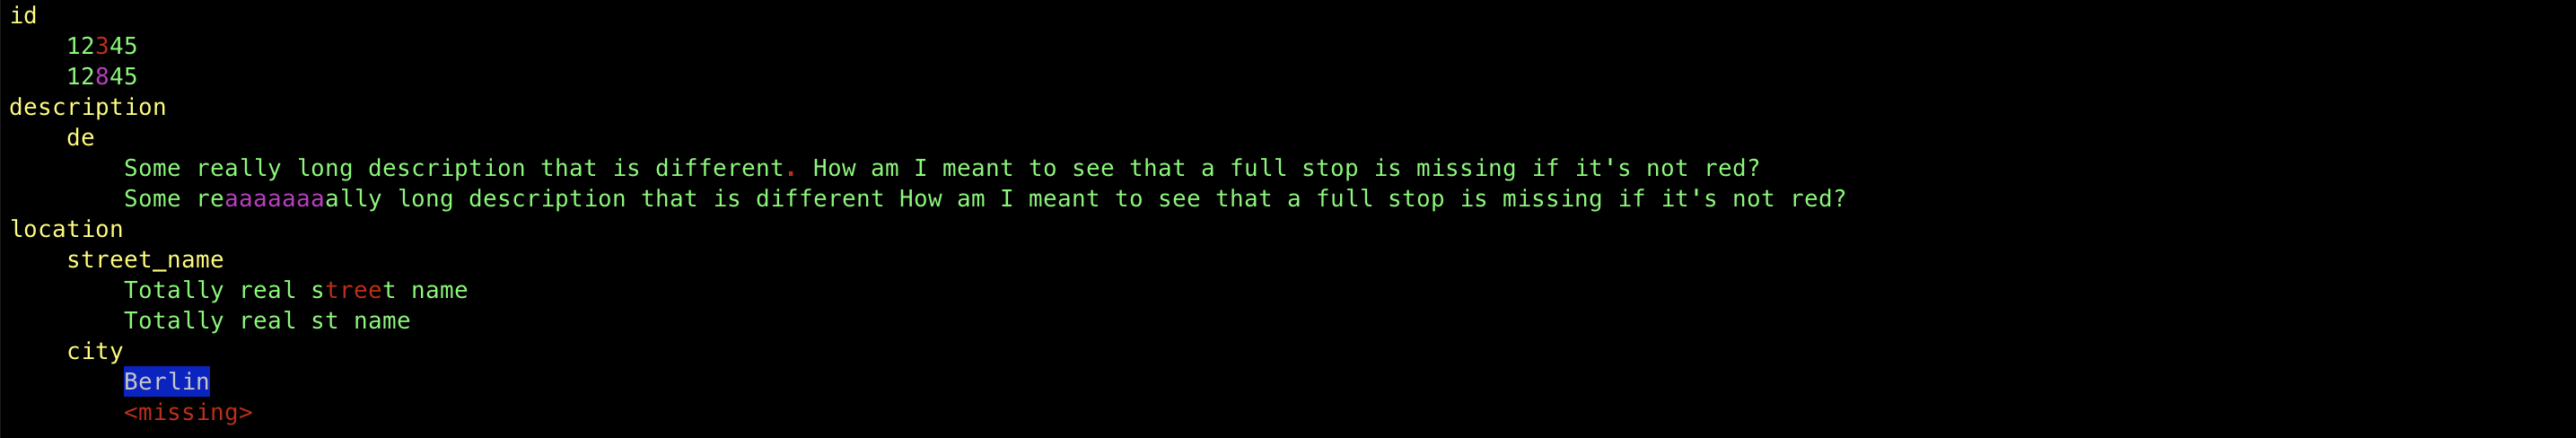 id
    12345
    12845
description
    de
        Some really long description that is different. How am I meant to see that a full stop is missing if it's not red?
        Some reaaaaaaaally long description that is different How am I meant to see that a full stop is missing if it's not red?
location
    street_name
        Totally real street name
        Totally real st name
    city
        Berlin
        <missing>